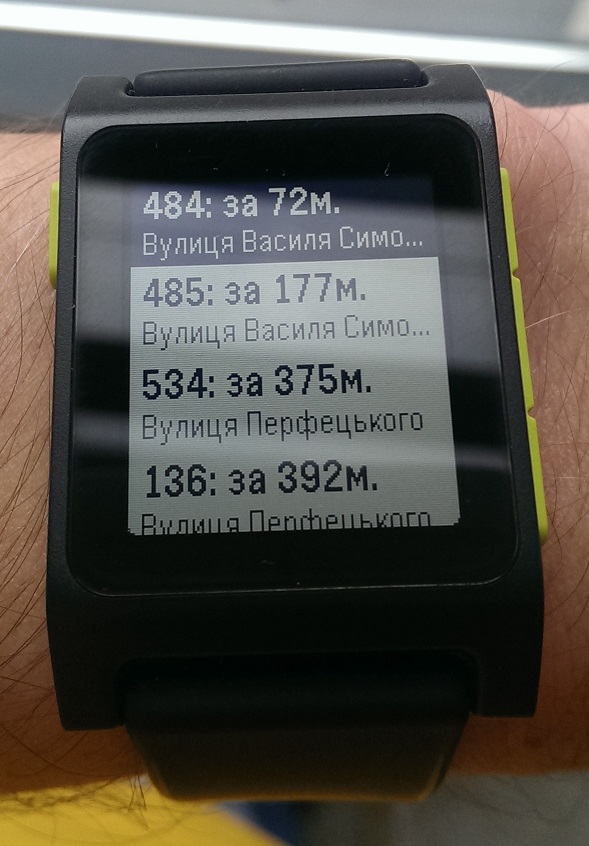 484: за 72м.
Вулиця Василя Симо...
485: за 177м.
Вулиця Василя Симо...
534: за 375м.
Вулиця Перфецького
136: за 392м.
Вулиця Перфецького